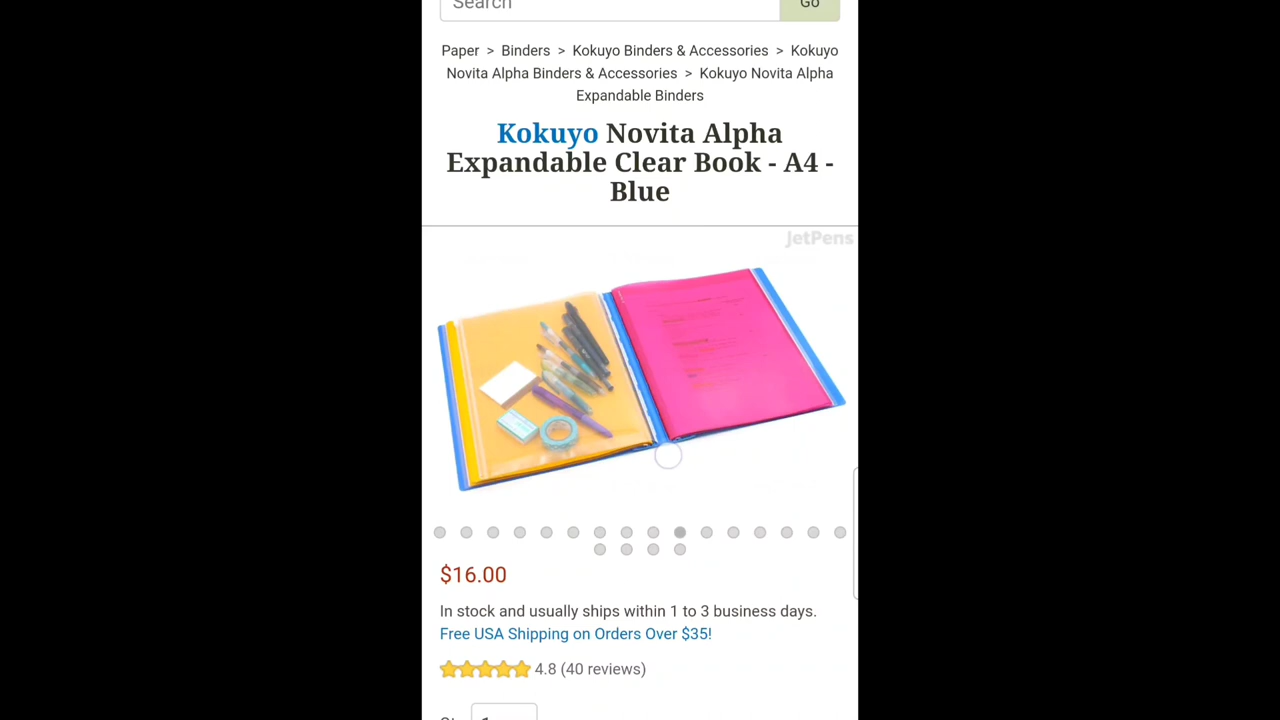 Search
Go
Paper > Binders > Kokuyo Binders & Accessories > Kokuyo
Novita Alpha Binders & Accessories > Kokuyo Novita Alpha
Expandable Binders
Kokuyo Novita Alpha
Expandable Clear Book - A4 -
Blue
JetPens
$16.00
In stock and usually ships within 1 to 3 business days.
Free USA Shipping on Orders Over $35!
4.8 (40 reviews)